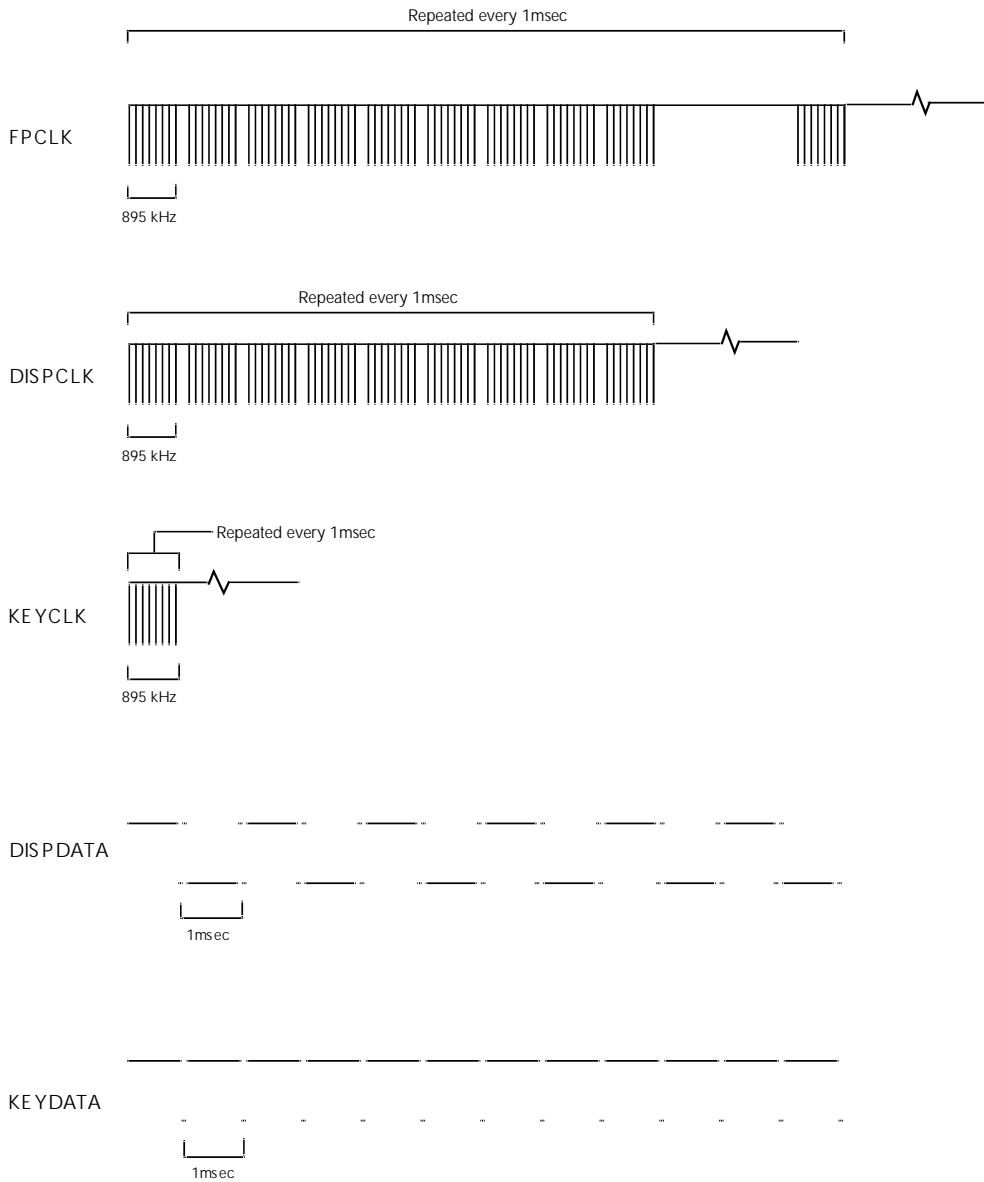 Repeated every 1msec
FPCLK
895 kHz
Repeated every 1msec
DISPCLK
895 kHz
Repeated every 1msec
KEYCLK
895 kHz
DISPDATA
1msec
KEYDATA
1msec